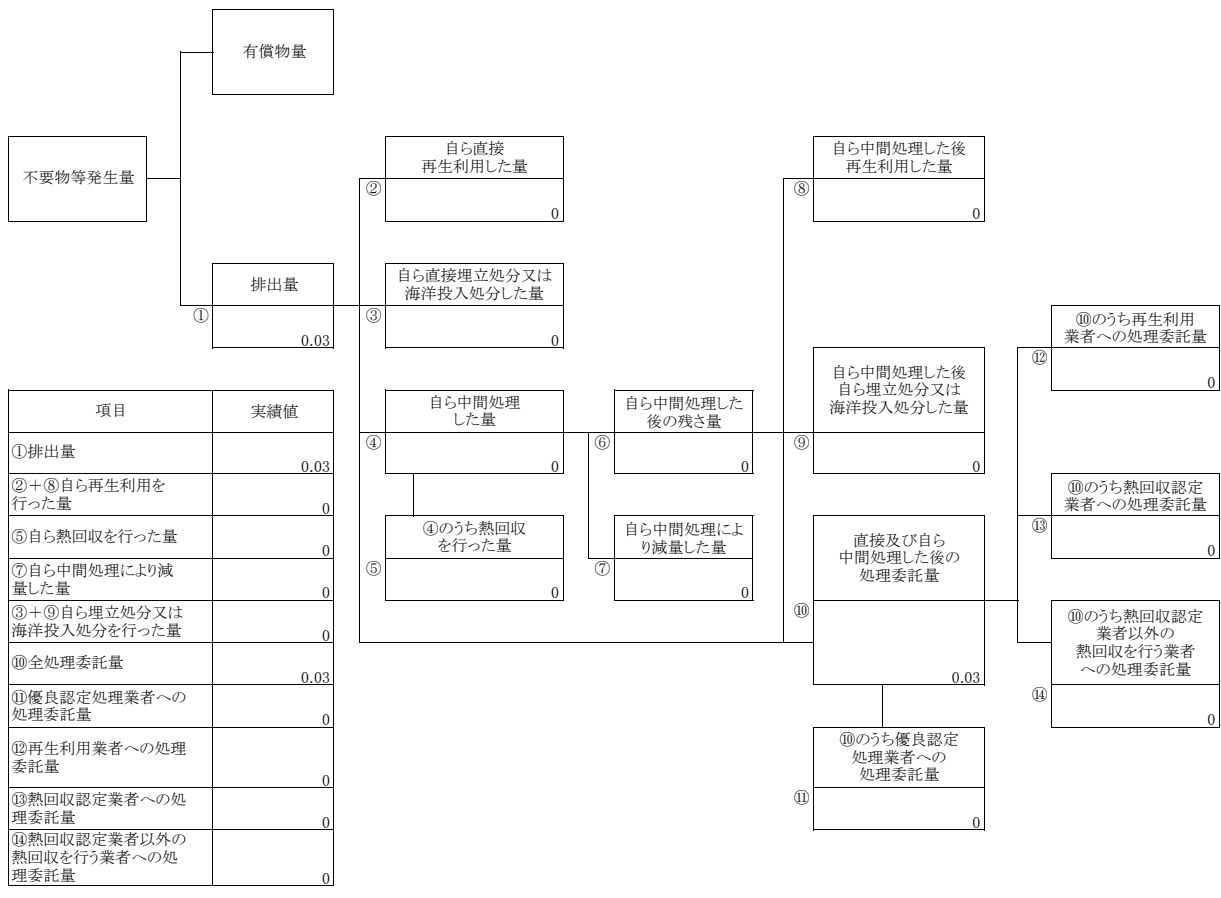 有償物量
不要物等発生量
排出量
①
0.03
自ら直接
再生利用した量
②
0
自ら直接埋立処分又は
海洋投入処分した量
③
0
自ら中間処理
した量
④
0
④のうち熱回収
を行った量
⑤
0
自ら中間処理した
後の残さ量
⑥
0
自ら中間処理によ
り減量した量
⑦
0
自ら中間処理した後
再生利用した量
⑧
0
自ら中間処理した後
自ら埋立処分又は
海洋投入処分した量
⑨
0
直接及び自ら
中間処理した後の
処理委託量
⑩
0.03
⑩のうち優良認定
処理業者への
処理委託量
⑪
0
⑩のうち再生利用
業者への処理委託量
⑫
0
⑩のうち熱回収認定
業者への処理委託量
⑬
0
⑩のうち熱回収認定
業者以外の
熱回収を行う業者
への処理委託量
⑭
0
項目 実績値
①排出量
0.03
②＋⑧自ら再生利用を
行った量
0
⑤自ら熱回収を行った量
0
⑦自ら中間処理により減
量した量
0
③＋⑨自ら埋立処分又は
海洋投入処分を行った量
0
⑩全処理委託量
0.03
⑪優良認定処理業者への
処理委託量
0
⑫再生利用業者への処理
委託量
0
⑬熱回収認定業者への処
理委託量
0
⑭熱回収認定業者以外の
熱回収を行う業者への処
理委託量
0